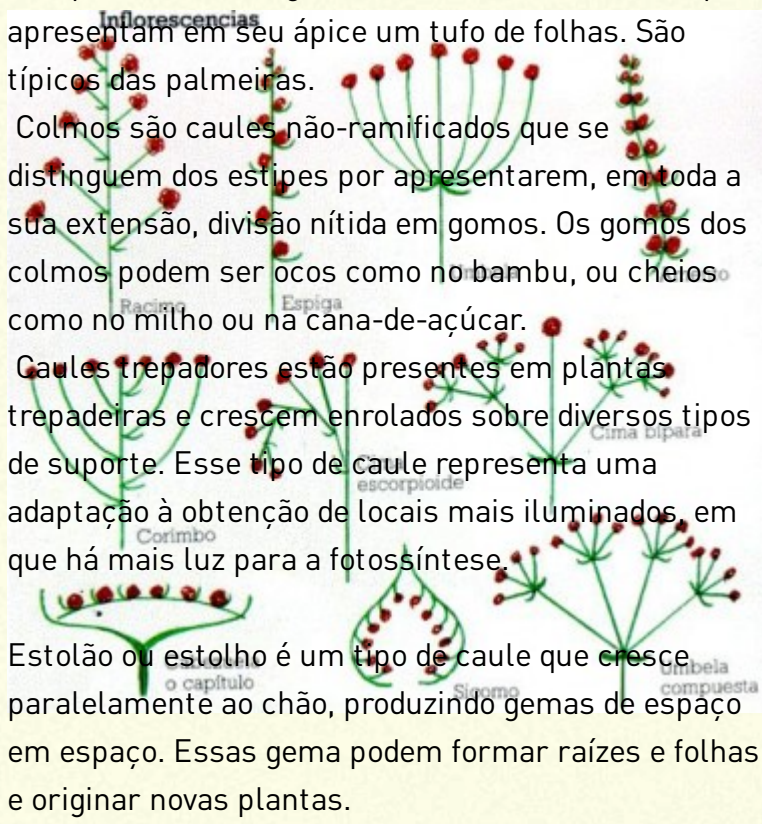 Inflorescencias
apresentam em seu ápice um tufo de folhas. São
típicos das palmeiras.
Colmos são caules não-ramificados que se
distinguem dos estipes por apresentarem, em toda a
sua extensão, divisão nítida em gomos. Os gomos dos
colmos podem ser ocos como no bambu, ou cheios
como no milho ou na cana-de-açúcar.
Caules trepadores estão presentes em plantas
trepadeiras e crescem enrolados sobre diversos tipos
de suporte. Esse tipo de caule representa uma
adaptação à obtenção de locais mais iluminados, em
que há mais luz para a fotossíntese.
Estolão ou estolho é um tipo de caule que cresce
paralelamente ao chão, produzindo gemas de espaço
em espaço. Essas gema podem formar raízes e folhas
e originar novas plantas.
Racimo
Espiga
Umbela
Corimbo
escorpioide
Cima bípara
o capítulo
Sicomo
Umbela
compuesta